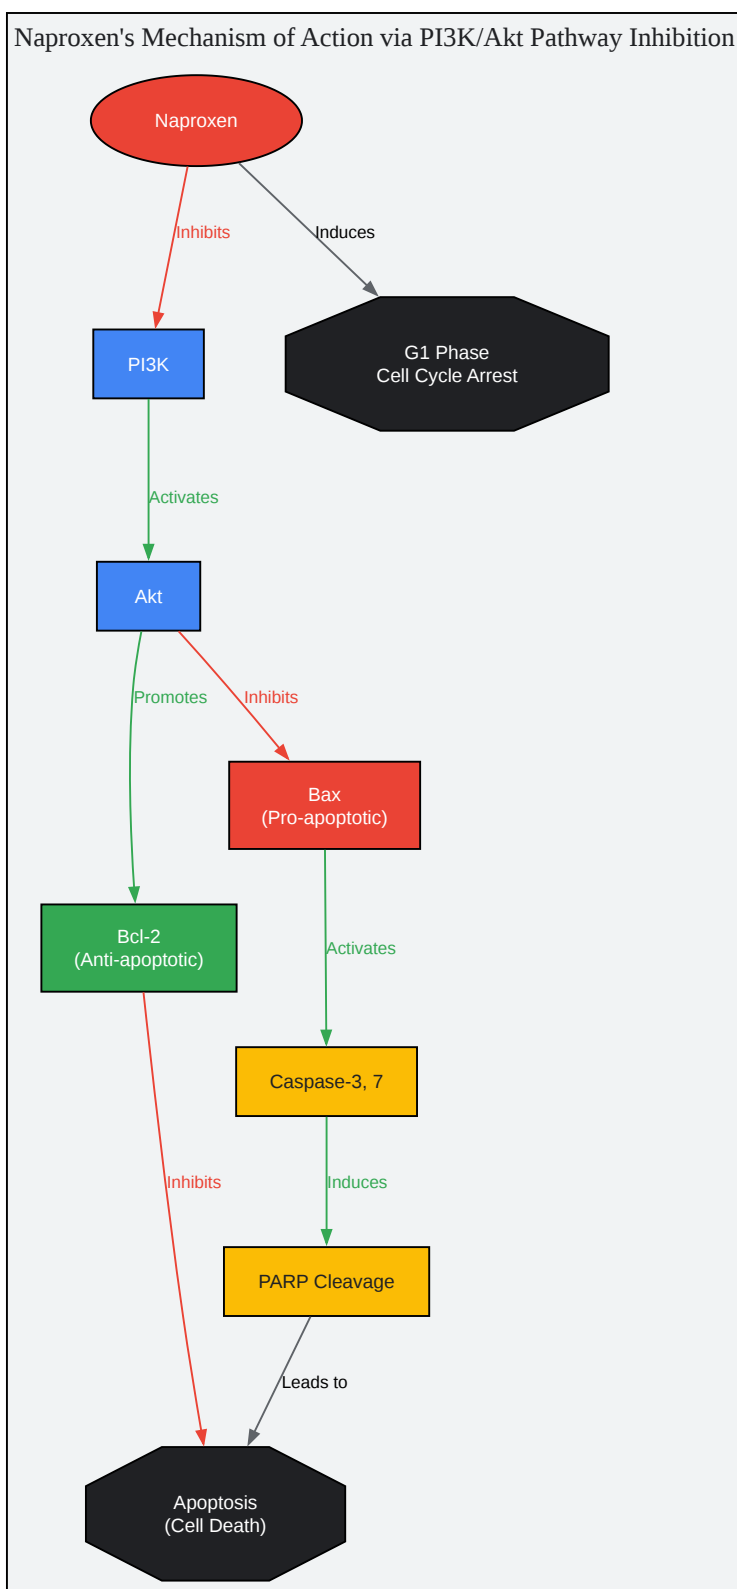 Naproxen's Mechanism of Action via PI3K/Akt Pathway Inhibition
Naproxen
Inhibits
Induces
PI3K
G1 Phase
Cell Cycle Arrest
Activates
Akt
Promotes
Inhibits
Bax
(Pro-apoptotic)
Bcl-2
(Anti-apoptotic)
Activates
Caspase-3, 7
Inhibits
Induces
PARP Cleavage
Leads to
Apoptosis
(Cell Death)